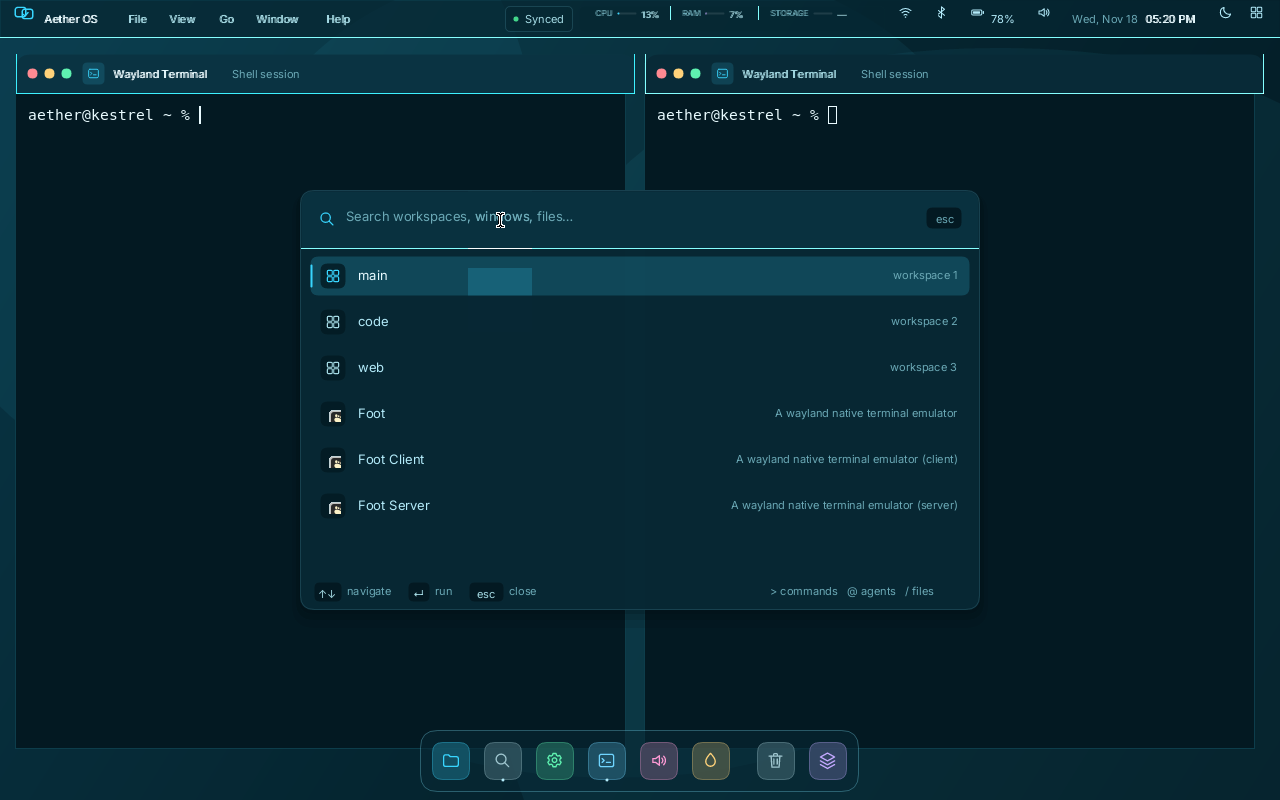 Aether OS File View Go Window Help Synced CPU 13% RAM 7% STORAGE — 78% Wed, Nov 18 05:20 PM
Wayland Terminal Shell session
Wayland Terminal Shell session
aether@kestrel ~ %
aether@kestrel ~ %
Search workspaces, windows, files... esc
main workspace 1
code workspace 2
web workspace 3
Foot A wayland native terminal emulator
Foot Client A wayland native terminal emulator (client)
Foot Server A wayland native terminal emulator (server)
↑↓ navigate ↵ run esc close > commands @ agents / files